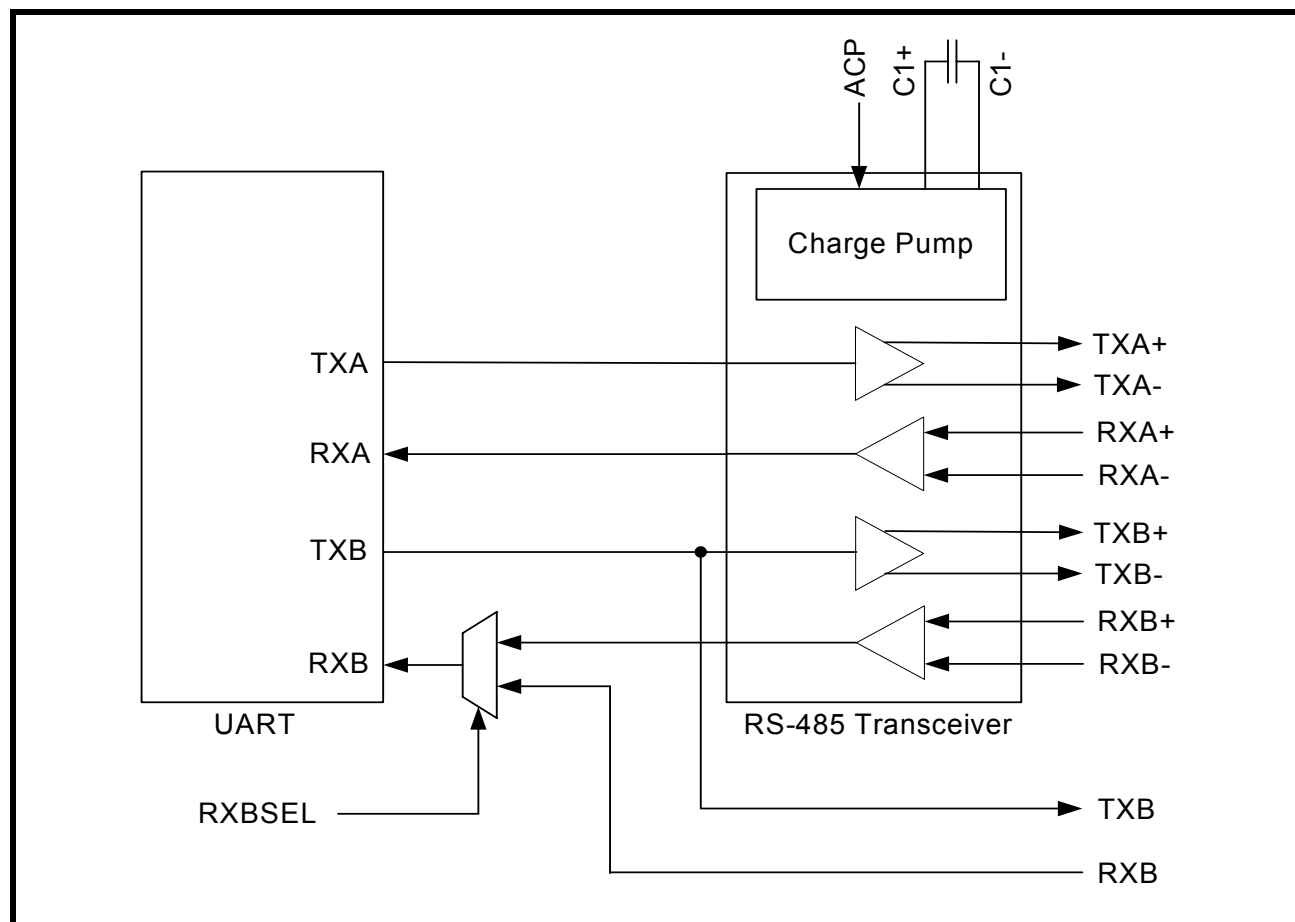 ACP
C1+
C1-
Charge Pump
TXA
TXA+
TXA-
RXA
RXA+
RXA-
TXB
TXB+
TXB-
RXB
RXB+
RXB-
UART
RS-485 Transceiver
RXBSEL
TXB
RXB